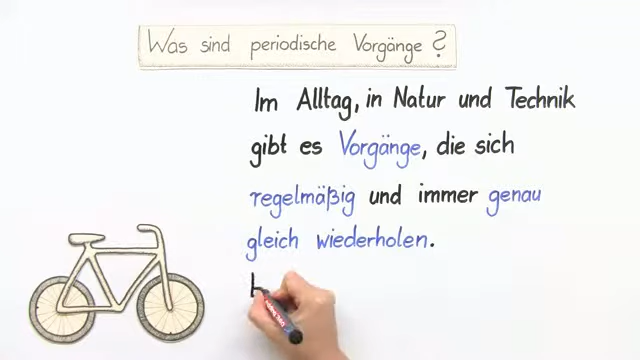 Was sind periodische Vorgänge?
Im Alltag, in Natur und Technik
gibt es Vorgänge, die sich
regelmäßig und immer genau
gleich wiederholen.